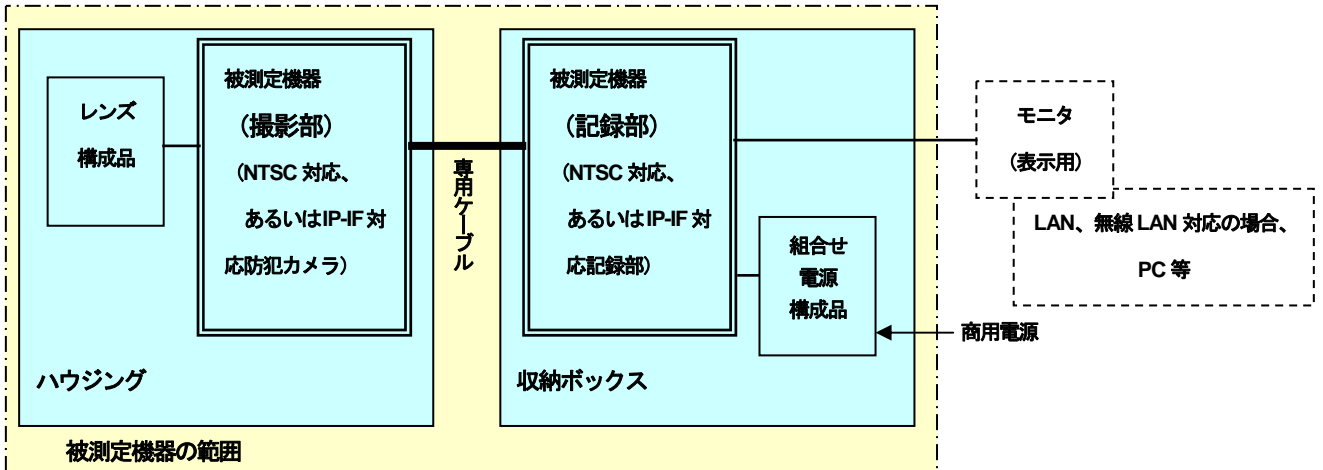 レンズ
構成品
被測定機器
（撮影部）
（NTSC 対応、
あるいはIP-IF 対
応防犯カメラ）
専用ケーブル
被測定機器
（記録部）
（NTSC 対応、
あるいはIP-IF 対
応記録部）
組合せ
電源
構成品
モニタ
（表示用）
LAN、無線 LAN 対応の場合、
PC 等
商用電源
ハウジング
収納ボックス
被測定機器の範囲